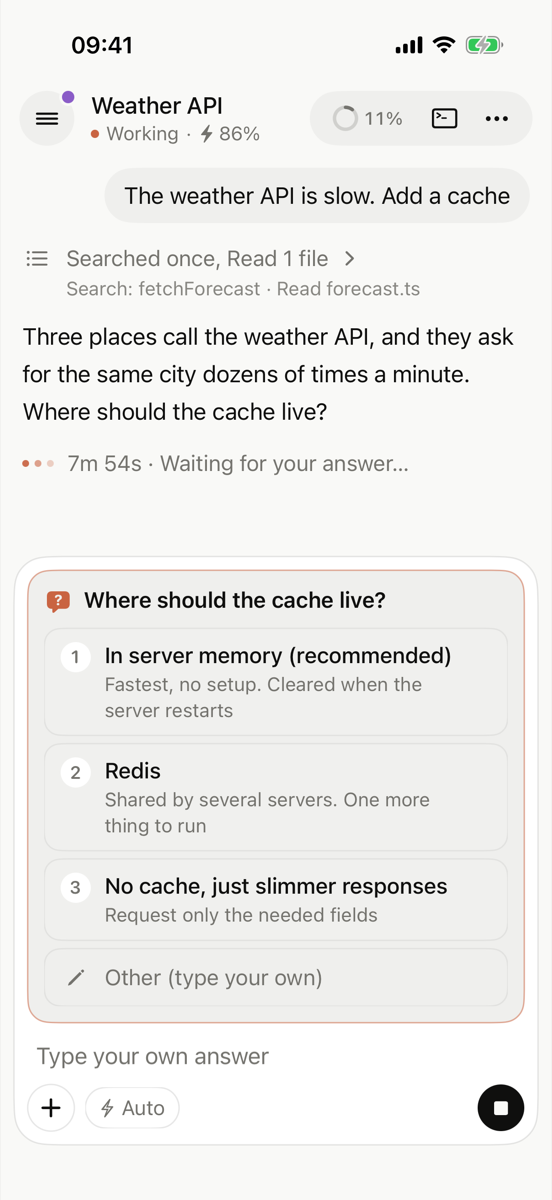 09:41
Weather API
Working · 86%
11%
The weather API is slow. Add a cache
Searched once, Read 1 file
Search: fetchForecast · Read forecast.ts
Three places call the weather API, and they ask
for the same city dozens of times a minute.
Where should the cache live?
7m 54s · Waiting for your answer...
? Where should the cache live?
1 In server memory (recommended)
Fastest, no setup. Cleared when the
server restarts
2 Redis
Shared by several servers. One more
thing to run
3 No cache, just slimmer responses
Request only the needed fields
Other (type your own)
Type your own answer
Auto